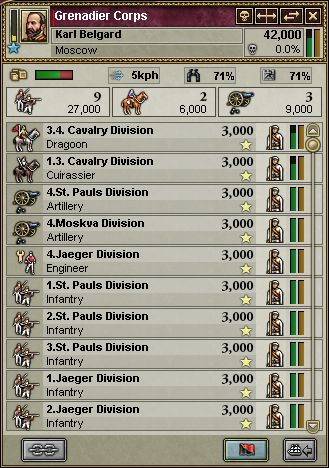 Grenadier Corps
Karl Belgard
42,000
Moscow
0.0%
5kph
71%
71%
9
27,000
2
6,000
3
9,000
3.4. Cavalry Division
3,000
Dragoon
1.3. Cavalry Division
3,000
Cuirassier
4.St. Pauls Division
3,000
Artillery
4.Moskva Division
3,000
Artillery
4.Jaeger Division
3,000
Engineer
1.St. Pauls Division
3,000
Infantry
2.St. Pauls Division
3,000
Infantry
3.St. Pauls Division
3,000
Infantry
1.Jaeger Division
3,000
Infantry
2.Jaeger Division
3,000
Infantry